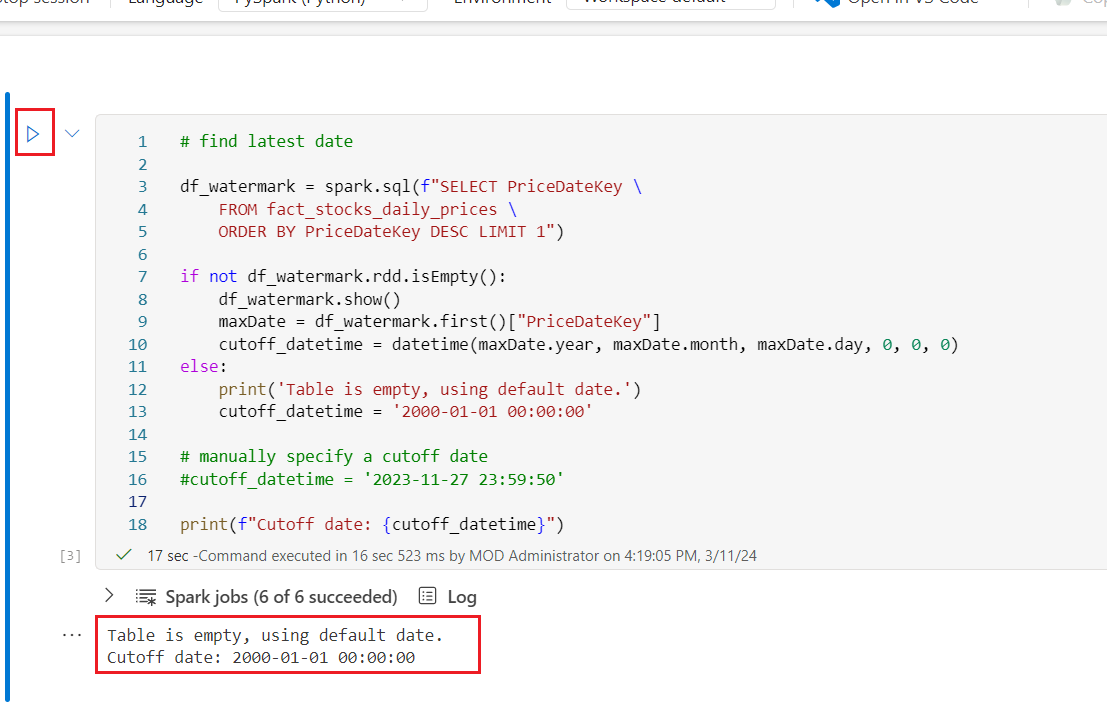 stop session Language PySpark (Python) Environment Workspace default Open in VS Code
1 # find latest date
2
3 df_watermark = spark.sql(f"SELECT PriceDateKey \
4     FROM fact_stocks_daily_prices \
5     ORDER BY PriceDateKey DESC LIMIT 1")
6
7 if not df_watermark.rdd.isEmpty():
8     df_watermark.show()
9     maxDate = df_watermark.first()["PriceDateKey"]
10     cutoff_datetime = datetime(maxDate.year, maxDate.month, maxDate.day, 0, 0, 0)
11 else:
12     print('Table is empty, using default date.')
13     cutoff_datetime = '2000-01-01 00:00:00'
14
15 # manually specify a cutoff date
16 #cutoff_datetime = '2023-11-27 23:59:50'
17
18 print(f"Cutoff date: {cutoff_datetime}")
[3] 17 sec -Command executed in 16 sec 523 ms by MOD Administrator on 4:19:05 PM, 3/11/24
Spark jobs (6 of 6 succeeded) Log
Table is empty, using default date.
Cutoff date: 2000-01-01 00:00:00